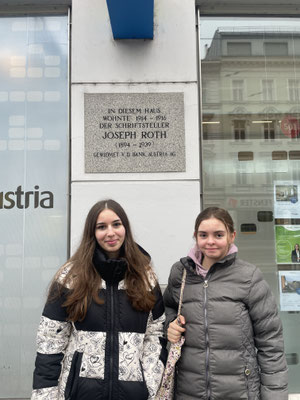 IN DIESEM HAUS
WOHNTE 1914 - 1916
DER SCHRIFTSTELLER
JOSEPH ROTH
(1894 - 1939)
GEWIDMET V. D. BANK AUSTRIA AG
ustria